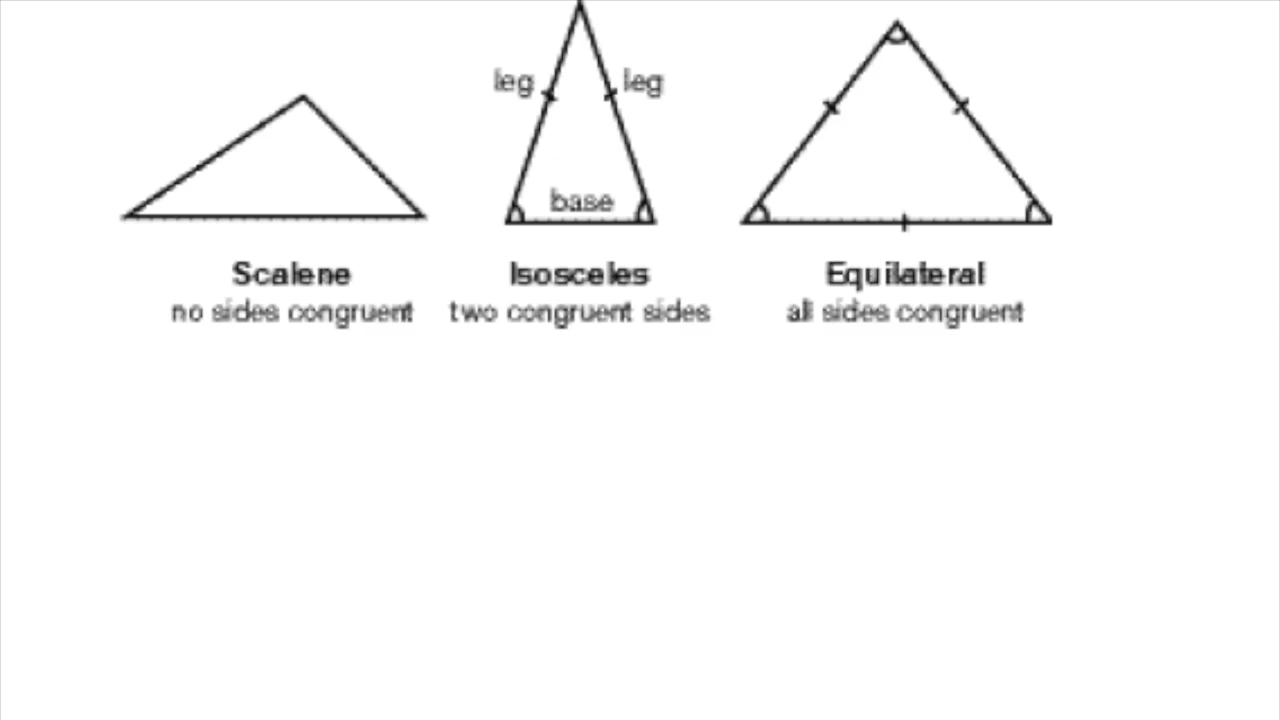 leg leg
base
Scalene Isosceles Equilateral
no sides congruent two congruent sides all sides congruent